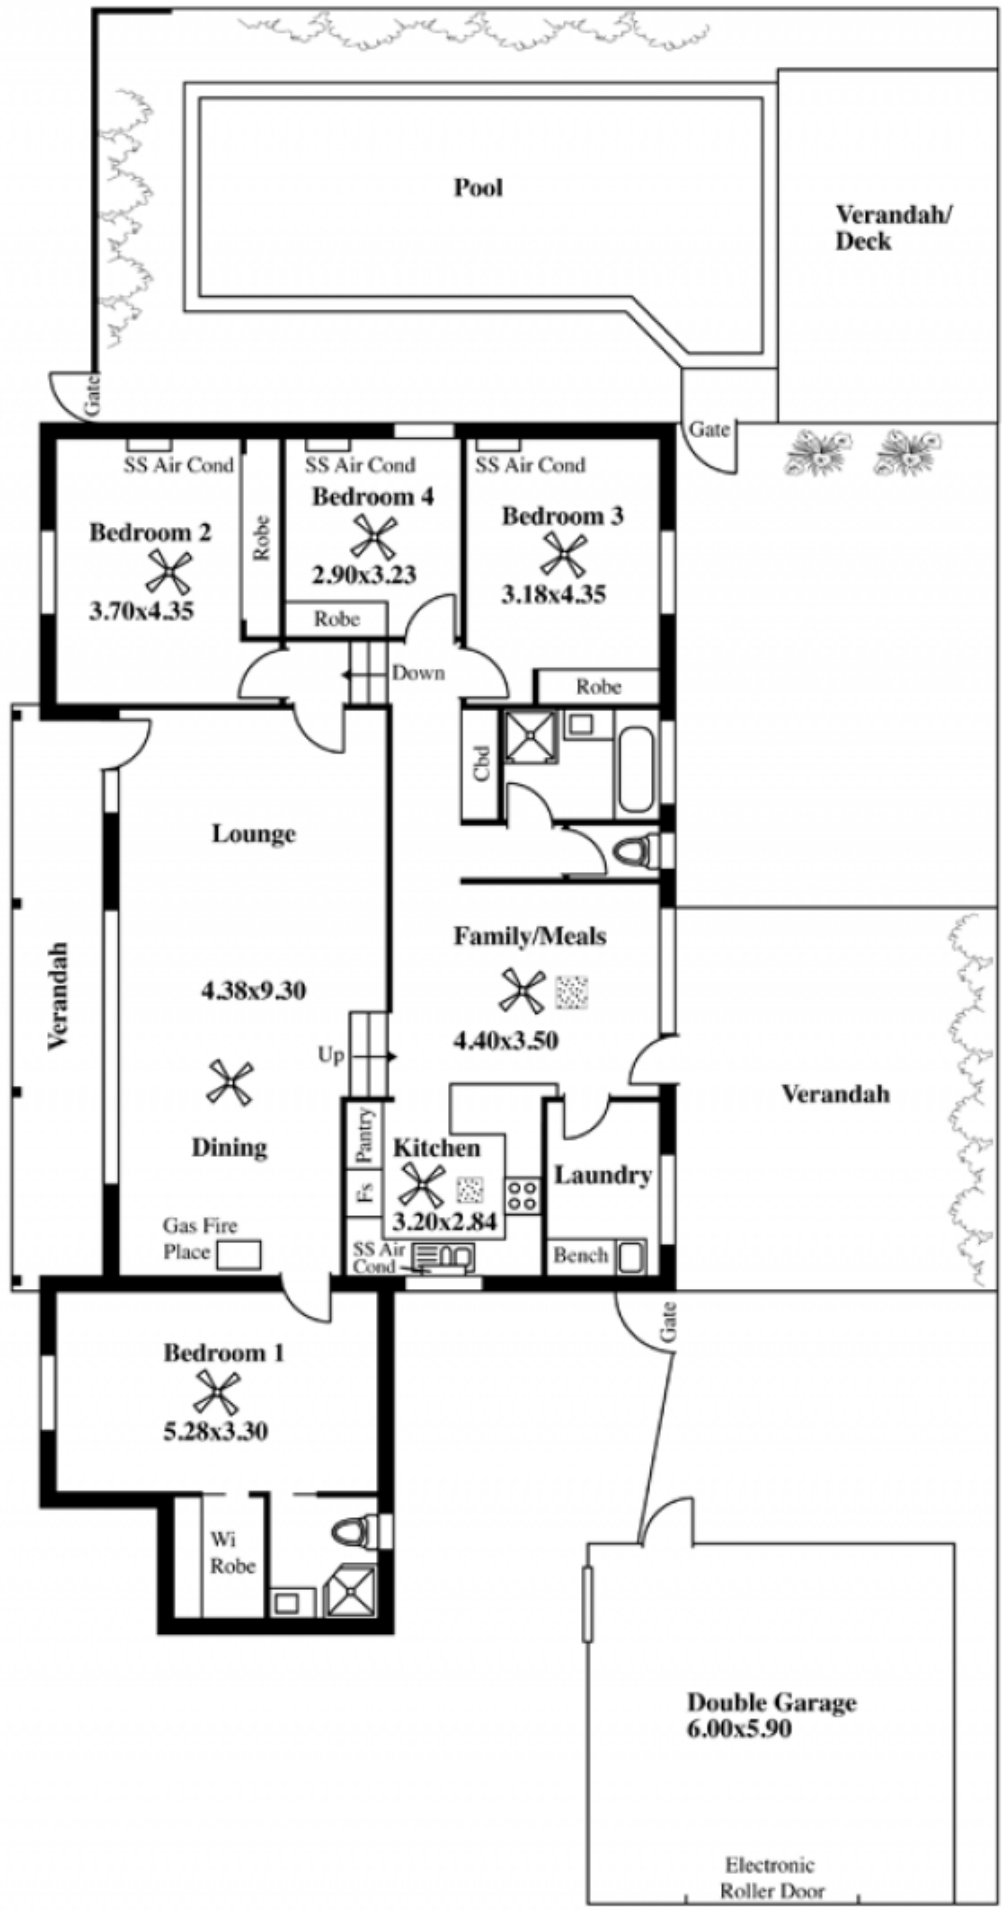 Pool
Verandah/
Deck
Gate
Gate
SS Air Cond
Bedroom 2
3.70x4.35
Robe
SS Air Cond
Bedroom 4
2.90x3.23
Robe
SS Air Cond
Bedroom 3
3.18x4.35
Robe
Down
Cbd
Lounge
4.38x9.30
Dining
Verandah
Family/Meals
4.40x3.50
Up
Verandah
Pantry
Fs
Kitchen
3.20x2.84
SS Air
Cond
Laundry
Bench
Gas Fire
Place
Gate
Bedroom 1
5.28x3.30
Wi
Robe
Double Garage
6.00x5.90
Electronic
Roller Door